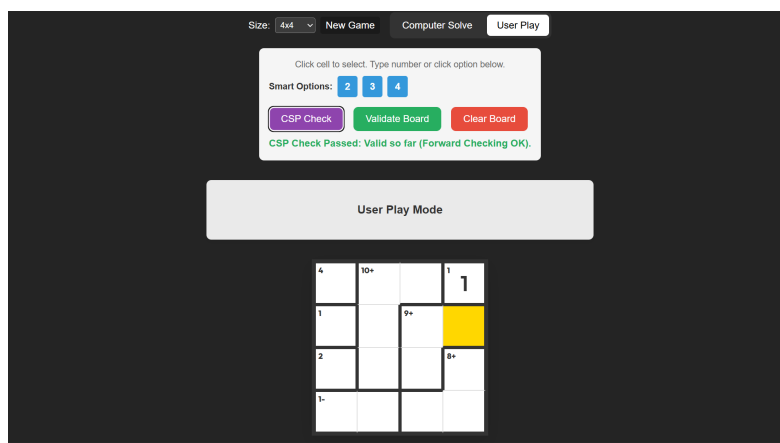 Size: 4x4 New Game Computer Solve User Play
Click cell to select. Type number or click option below.
Smart Options: 2 3 4
CSP Check Validate Board Clear Board
CSP Check Passed: Valid so far (Forward Checking OK).
User Play Mode
4 10+ 1 1
1 9+
2 8+
1-